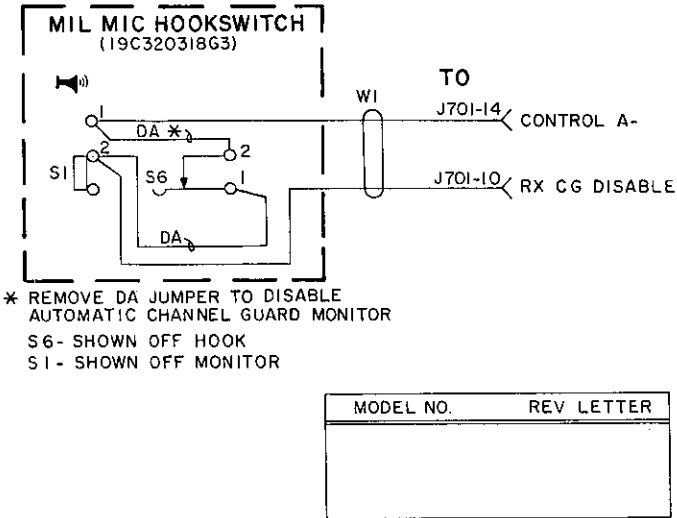 MIL MIC HOOKSWITCH
(19C320318G3)
W1
TO
1
J701-14
CONTROL A-
DA *
2
2
S1
S6
1
J701-10
RX CG DISABLE
DA
* REMOVE DA JUMPER TO DISABLE
AUTOMATIC CHANNEL GUARD MONITOR
S6- SHOWN OFF HOOK
S1- SHOWN OFF MONITOR
MODEL NO. REV LETTER